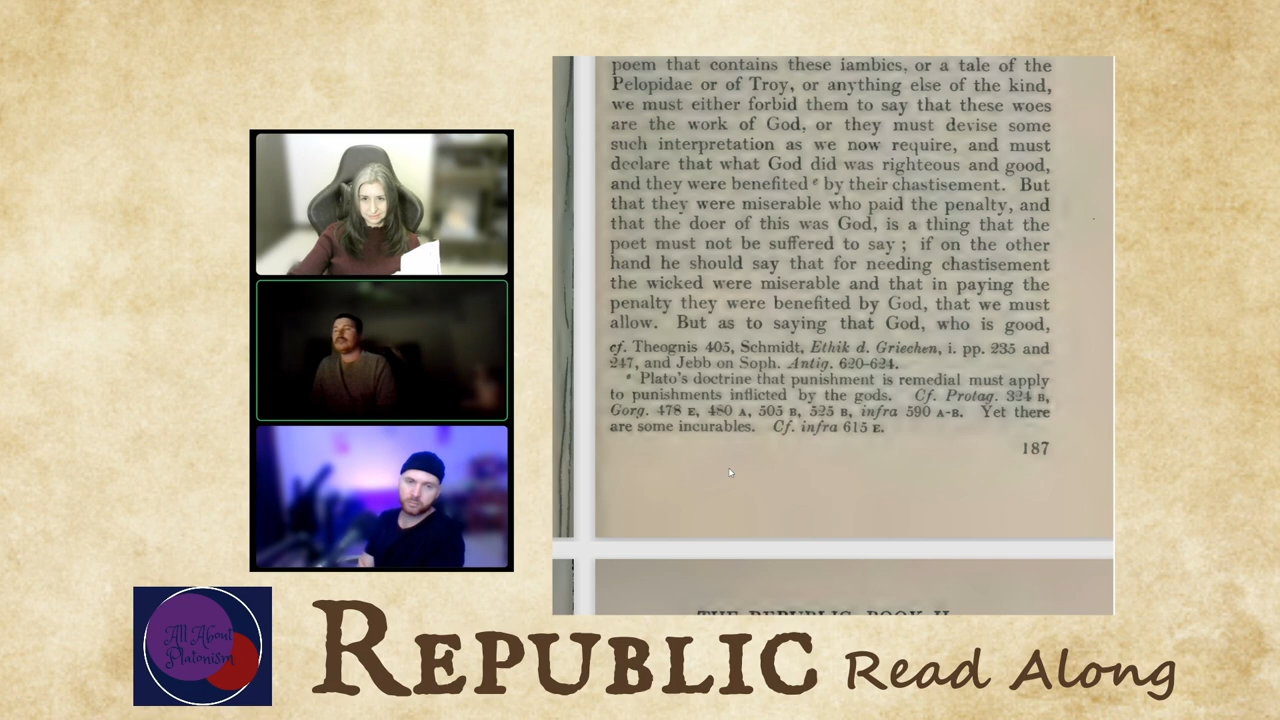 poem that contains these iambics, or a tale of the
Pelopidae or of Troy, or anything else of the kind,
we must either forbid them to say that these woes
are the work of God, or they must devise some
such interpretation as we now require, and must
declare that what God did was righteous and good,
and they were benefited e by their chastisement. But
that they were miserable who paid the penalty, and
that the doer of this was God, is a thing that the
poet must not be suffered to say ; if on the other
hand he should say that for needing chastisement
the wicked were miserable and that in paying the
penalty they were benefited by God, that we must
allow. But as to saying that God, who is good,
cf. Theognis 405, Schmidt, Ethik d. Griechen, i. pp. 235 and
247, and Jebb on Soph. Antig. 620-624.
e Plato's doctrine that punishment is remedial must apply
to punishments inflicted by the gods. Cf. Protag. 324 B,
Gorg. 478 E, 480 A, 505 B, 525 B, infra 590 A-B. Yet there
are some incurables. Cf. infra 615 E.
187
THE REPUBLIC, BOOK II
All About
Platonism
REPUBLIC Read Along